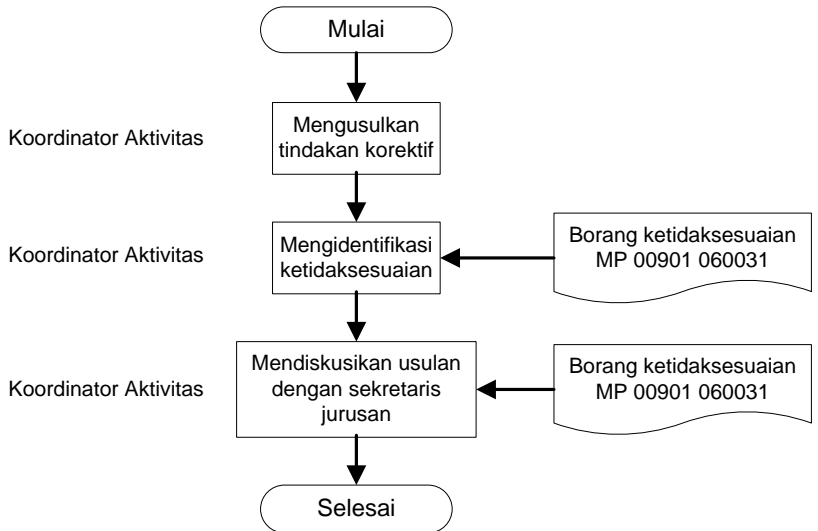 Mulai
Koordinator Aktivitas
Mengusulkan
tindakan korektif
Koordinator Aktivitas
Mengidentifikasi
ketidaksesuaian
Borang ketidaksesuaian
MP 00901 060031
Koordinator Aktivitas
Mendiskusikan usulan
dengan sekretaris
jurusan
Borang ketidaksesuaian
MP 00901 060031
Selesai